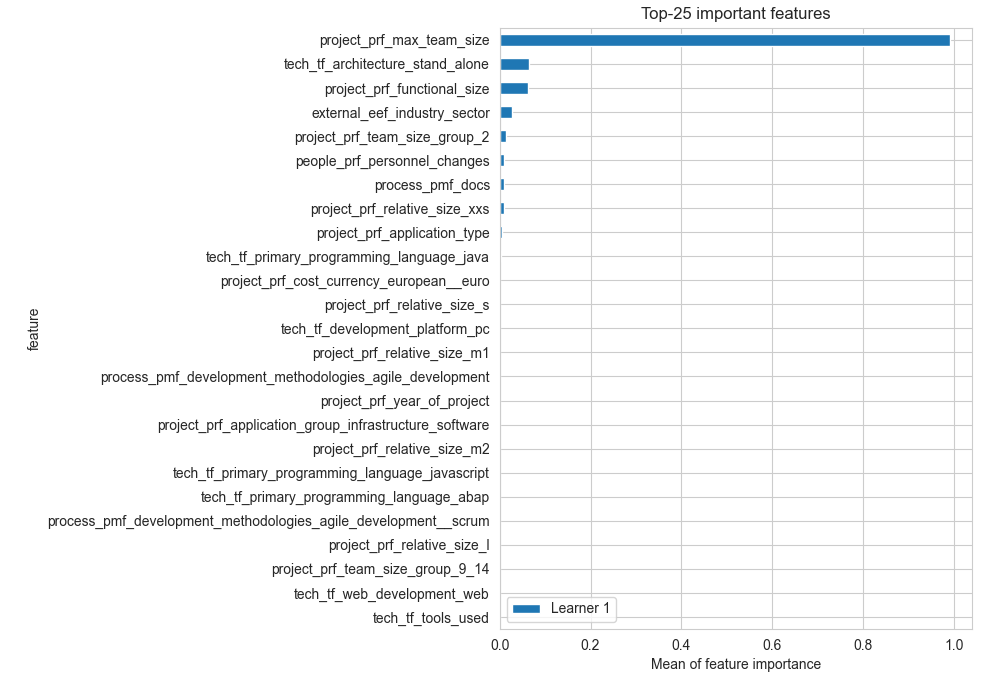 Top-25 important features
project_prf_max_team_size
tech_tf_architecture_stand_alone
project_prf_functional_size
external_eef_industry_sector
project_prf_team_size_group_2
people_prf_personnel_changes
process_pmf_docs
project_prf_relative_size_xxs
project_prf_application_type
tech_tf_primary_programming_language_java
project_prf_cost_currency_european__euro
project_prf_relative_size_s
tech_tf_development_platform_pc
project_prf_relative_size_m1
process_pmf_development_methodologies_agile_development
project_prf_year_of_project
project_prf_application_group_infrastructure_software
project_prf_relative_size_m2
tech_tf_primary_programming_language_javascript
tech_tf_primary_programming_language_abap
process_pmf_development_methodologies_agile_development__scrum
project_prf_relative_size_l
project_prf_team_size_group_9_14
tech_tf_web_development_web
tech_tf_tools_used
feature
Learner 1
0.0 0.2 0.4 0.6 0.8 1.0
Mean of feature importance